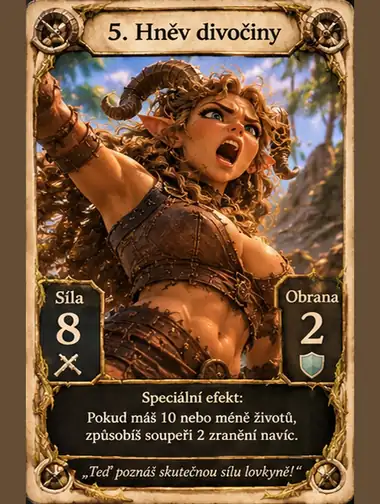 5. Hněv divočiny
Síla
8
Obrana
2
Speciální efekt:
Pokud máš 10 nebo méně životů,
způsobíš soupeři 2 zranění navíc.
„Teď poznáš skutečnou sílu lovkyně!“